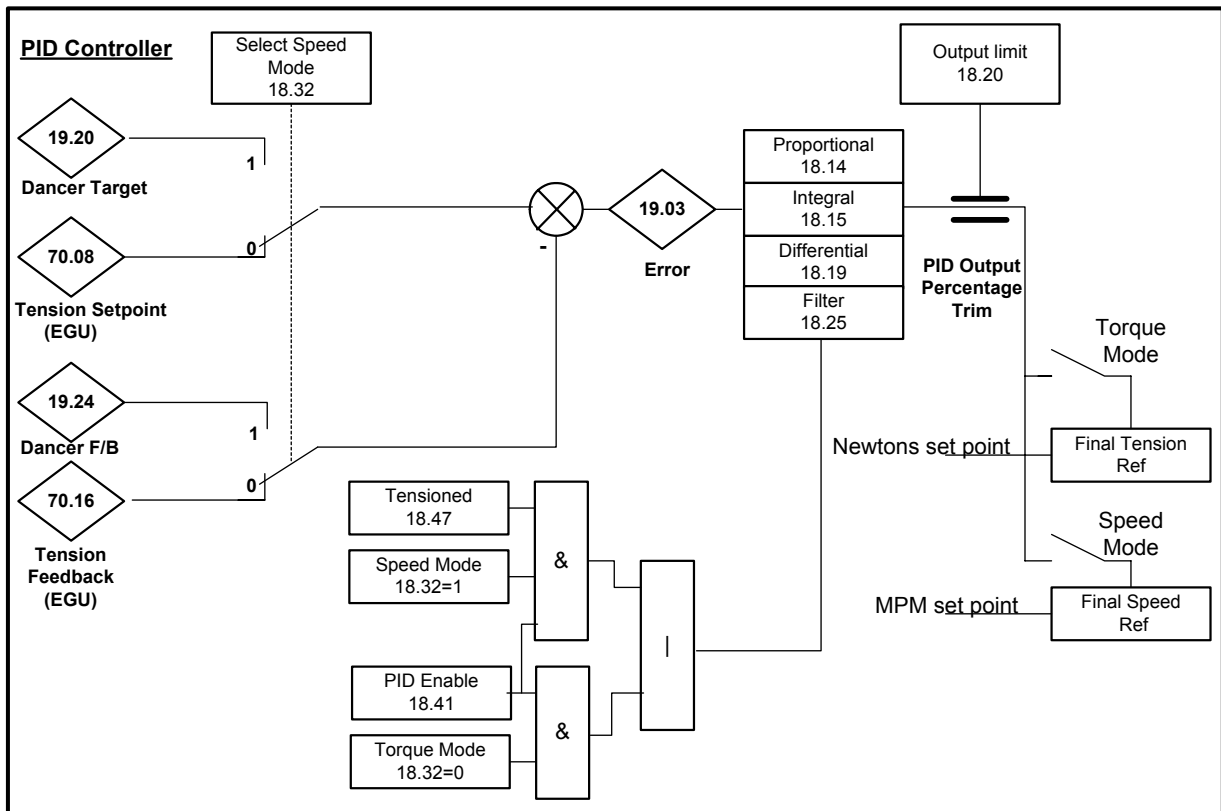 PID Controller
Select Speed
Mode
18.32
Output limit
18.20
19.20
1
Dancer Target
70.08
0
Tension Setpoint
(EGU)
19.24
1
Dancer F/B
70.16
0
Tension
Feedback
(EGU)
-
19.03
Error
Proportional
18.14
Integral
18.15
Differential
18.19
Filter
18.25
PID Output
Percentage
Trim
Torque
Mode
Newtons set point
Final Tension
Ref
Speed
Mode
MPM set point
Final Speed
Ref
Tensioned
18.47
Speed Mode
18.32=1
&
PID Enable
18.41
Torque Mode
18.32=0
&
|